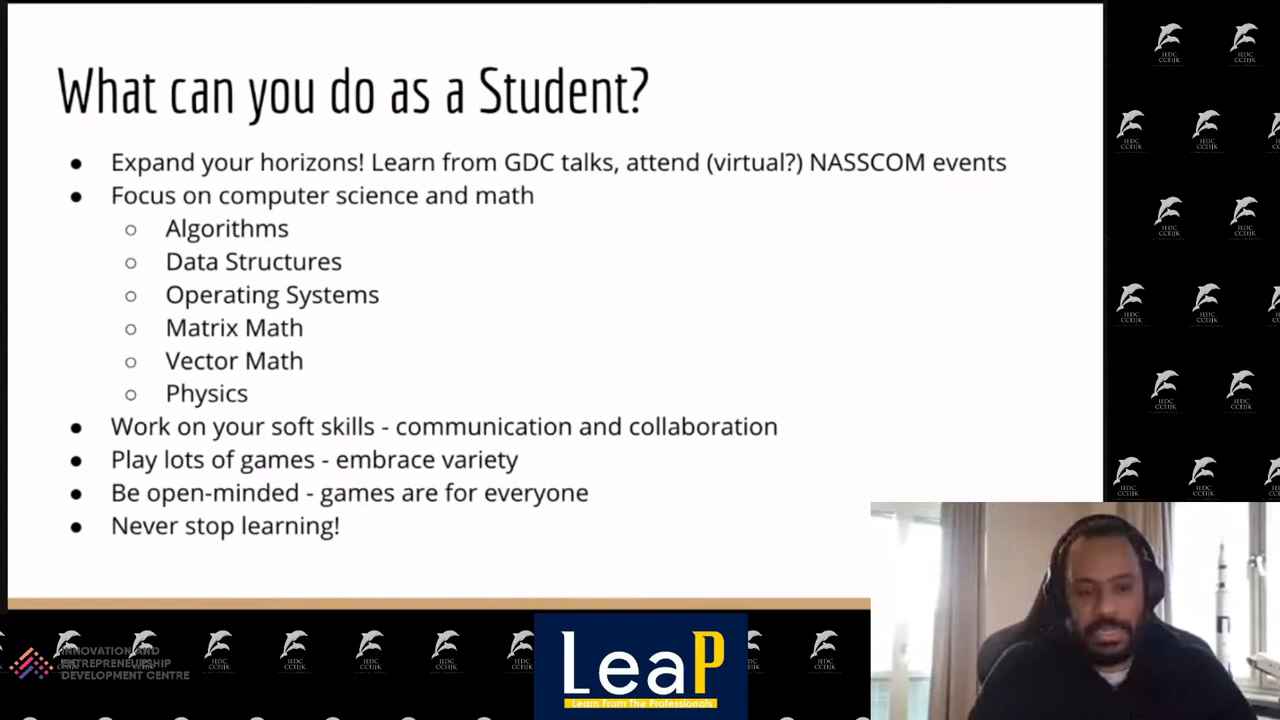 What can you do as a Student?
● Expand your horizons! Learn from GDC talks, attend (virtual?) NASSCOM events
● Focus on computer science and math
○ Algorithms
○ Data Structures
○ Operating Systems
○ Matrix Math
○ Vector Math
○ Physics
● Work on your soft skills - communication and collaboration
● Play lots of games - embrace variety
● Be open-minded - games are for everyone
● Never stop learning!
IEDC
CCEIJK
INNOVATION AND
ENTREPRENEURSHIP
DEVELOPMENT CENTRE
LeaP
Learn From The Professionals